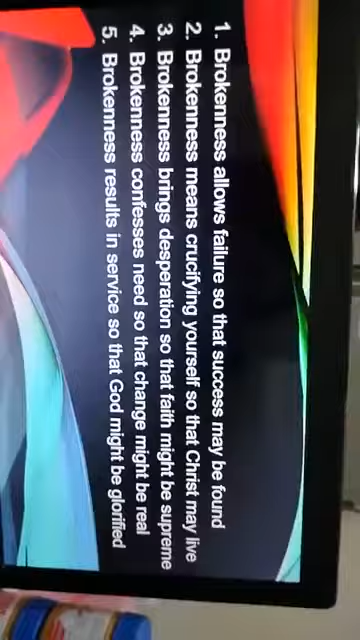 1. Brokenness allows failure so that success may be found
2. Brokenness means crucifying yourself so that Christ may live
3. Brokenness brings desperation so that faith might be supreme
4. Brokenness confesses need so that change might be real
5. Brokenness results in service so that God might be glorified